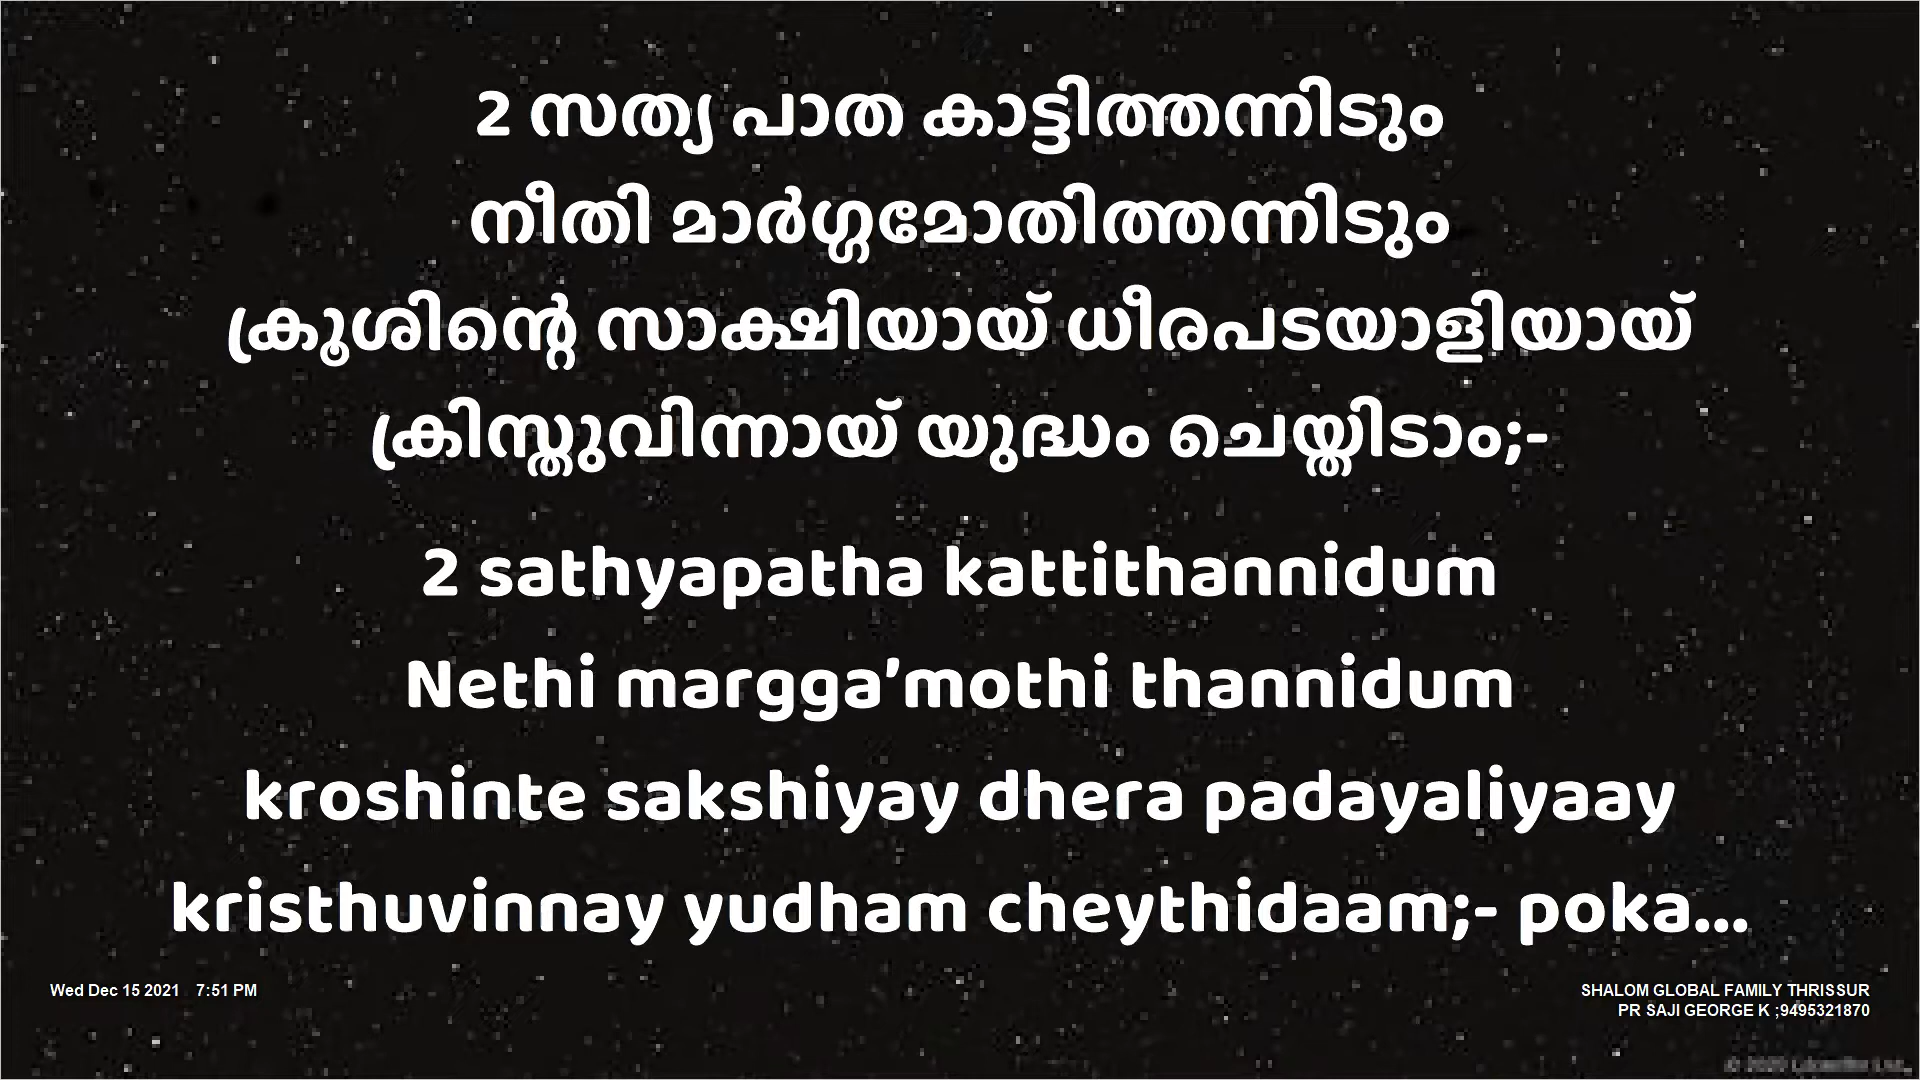 2 സത്യ പാത കാട്ടിത്തന്നിടും
നീതി മാർഗ്ഗമോതിത്തന്നിടും
ക്രൂശിന്റെ സാക്ഷിയായ് ധീരപടയാളിയായ്
ക്രിസ്തുവിന്നായ് യുദ്ധം ചെയ്തിടാം;-
2 sathyapatha kattithannidum
Nethi margga’mothi thannidum
kroshinte sakshiyay dhera padayaliyaay
kristhuvinnay yudham cheythidaam;- poka...
Wed Dec 15 2021 7:51 PM
SHALOM GLOBAL FAMILY THRISSUR
PR SAJI GEORGE K ;9495321870
© 2020